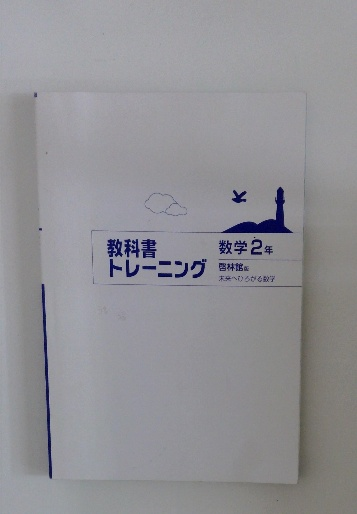 教科書
トレーニング
数学2年
啓林館版
未来へひろがる数学